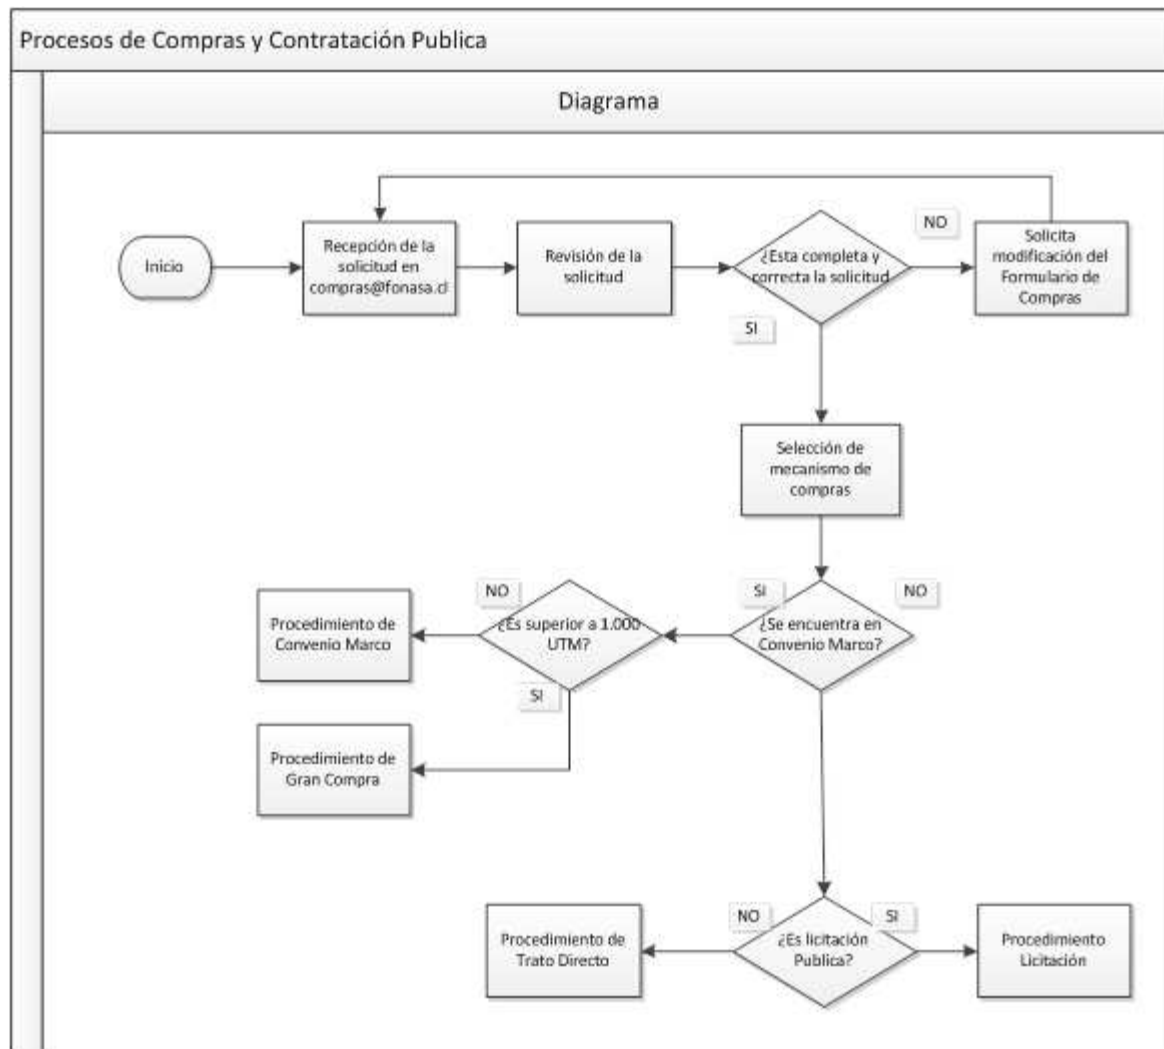 Procesos de Compras y Contratación Publica
Diagrama
Inicio
Recepción de la
solicitud en
compras@fonasa.cl
Revisión de la
solicitud
¿Esta completa y
correcta la solicitud
NO
Solicita
modificación del
Formulario de
Compras
SI
Selección de
mecanismo de
compras
¿Se encuentra en
Convenio Marco?
SI
NO
¿Es superior a 1.000
UTM?
NO
Procedimiento de
Convenio Marco
SI
Procedimiento de
Gran Compra
¿Es licitación
Publica?
NO
Procedimiento de
Trato Directo
SI
Procedimiento
Licitación